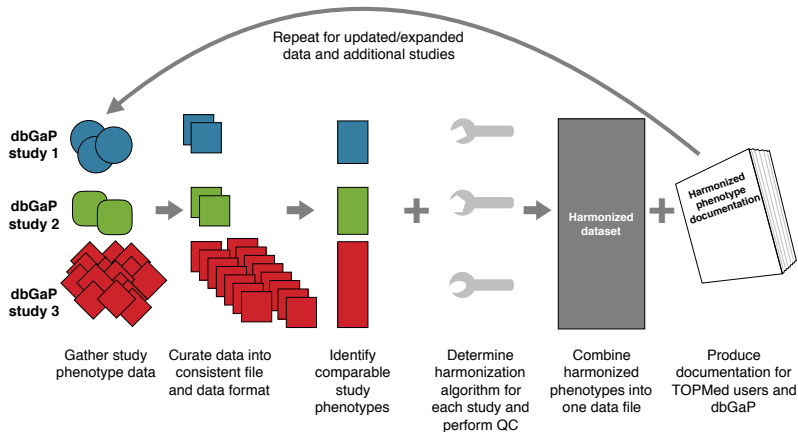 Repeat for updated/expanded
data and additional studies
dbGaP
study 1
dbGaP
study 2
dbGaP
study 3
Harmonized
dataset
Harmonized
phenotype
documentation
Gather study
phenotype data
Curate data into
consistent file
and data format
Identify
comparable
study
phenotypes
Determine
harmonization
algorithm for
each study and
perform QC
Combine
harmonized
phenotypes into
one data file
Produce
documentation for
TOPMed users and
dbGaP